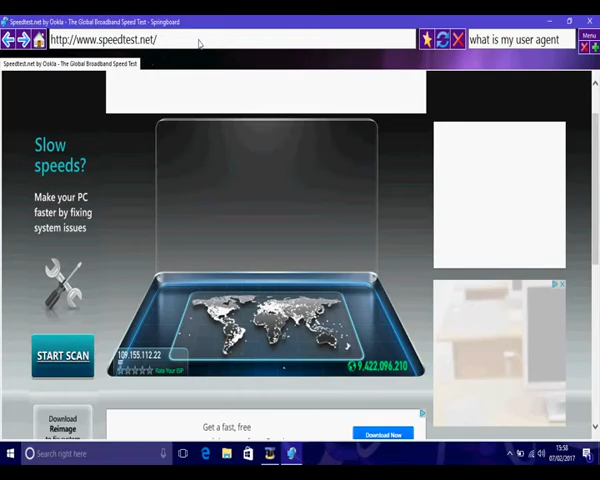 Speedtest.net by Ookla - The Global Broadband Speed Test - Springboard
http://www.speedtest.net/
what is my user agent
Menu
Speedtest.net by Ookla - The Global Broadband Speed Test
Slow
speeds?
Make your PC
faster by fixing
system issues
START SCAN
109.155.112.22
Rate Your ISP
9,422,096,210
Download
Reimage
to fix system
Get a fast, free
Download Now
Search right here
15:58
07/02/2017